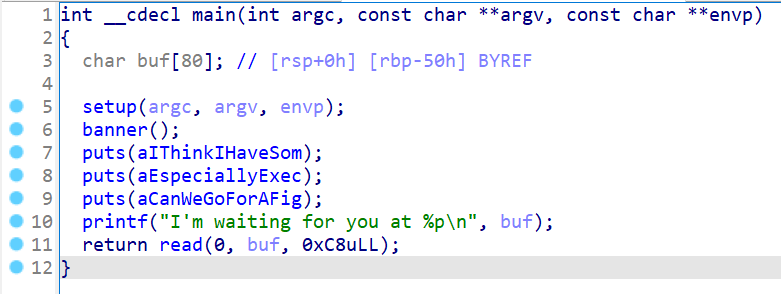 1 int __cdecl main(int argc, const char **argv, const char **envp)
2 {
3 char buf[80]; // [rsp+0h] [rbp-50h] BYREF
4
5 setup(argc, argv, envp);
6 banner();
7 puts(aIThinkIHaveSom);
8 puts(aEspeciallyExec);
9 puts(aCanWeGoForAFig);
10 printf("I'm waiting for you at %p\n", buf);
11 return read(0, buf, 0xC8uLL);
12 }